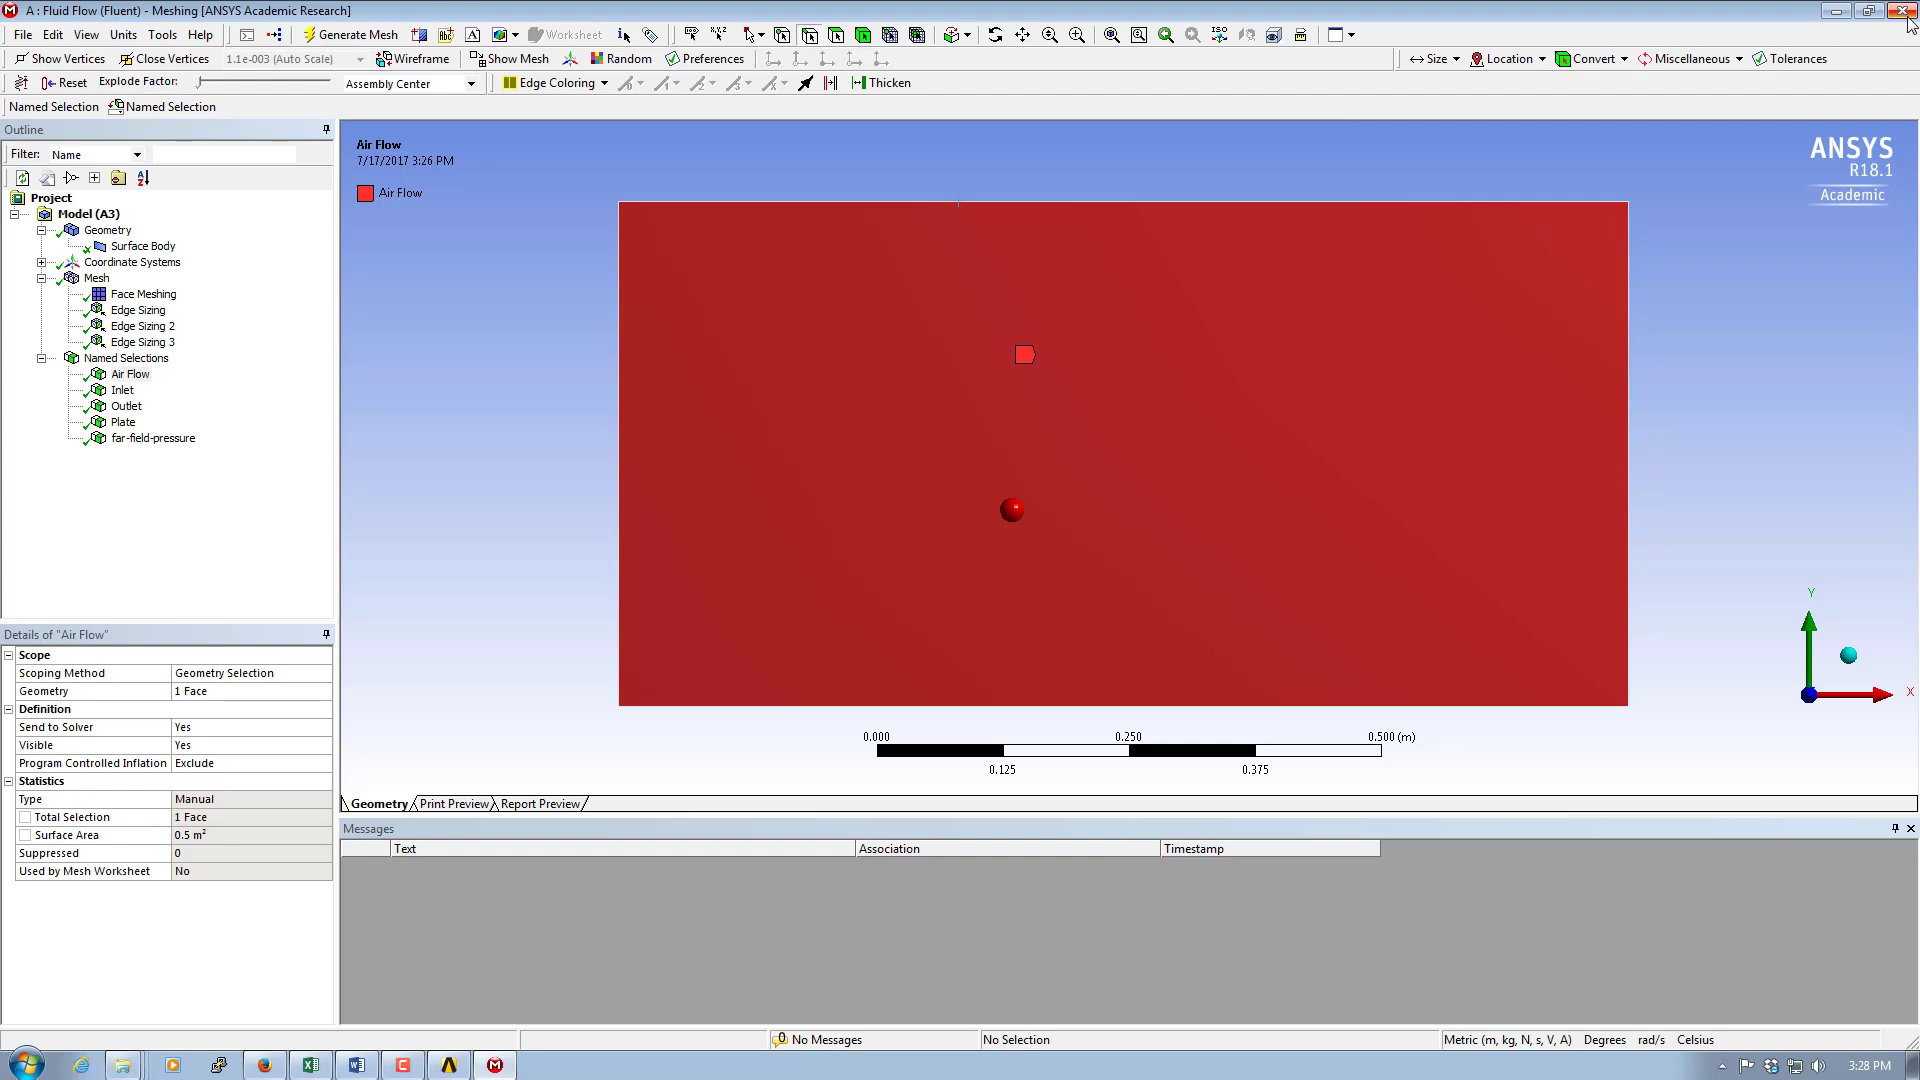 A : Fluid Flow (Fluent) - Meshing [ANSYS Academic Research]
File Edit View Units Tools Help Generate Mesh Worksheet
Show Vertices Close Vertices 1.1e-003 (Auto Scale) Wireframe Show Mesh Random Preferences Size Location Convert Miscellaneous Tolerances
Reset Explode Factor: Assembly Center Edge Coloring Thicken
Named Selection Named Selection
Outline
Filter: Name
Project
Model (A3)
Geometry
Surface Body
Coordinate Systems
Mesh
Face Meshing
Edge Sizing
Edge Sizing 2
Edge Sizing 3
Named Selections
Air Flow
Inlet
Outlet
Plate
far-field-pressure
Details of "Air Flow"
Scope
Scoping Method Geometry Selection
Geometry 1 Face
Definition
Send to Solver Yes
Visible Yes
Program Controlled Inflation Exclude
Statistics
Type Manual
Total Selection 1 Face
Surface Area 0.5 m²
Suppressed 0
Used by Mesh Worksheet No
Air Flow
7/17/2017 3:26 PM
Air Flow
ANSYS
R18.1
Academic
Y
X
0.000 0.250 0.500 (m)
0.125 0.375
Geometry Print Preview Report Preview
Messages
Text Association Timestamp
No Messages No Selection Metric (m, kg, N, s, V, A) Degrees rad/s Celsius
3:28 PM